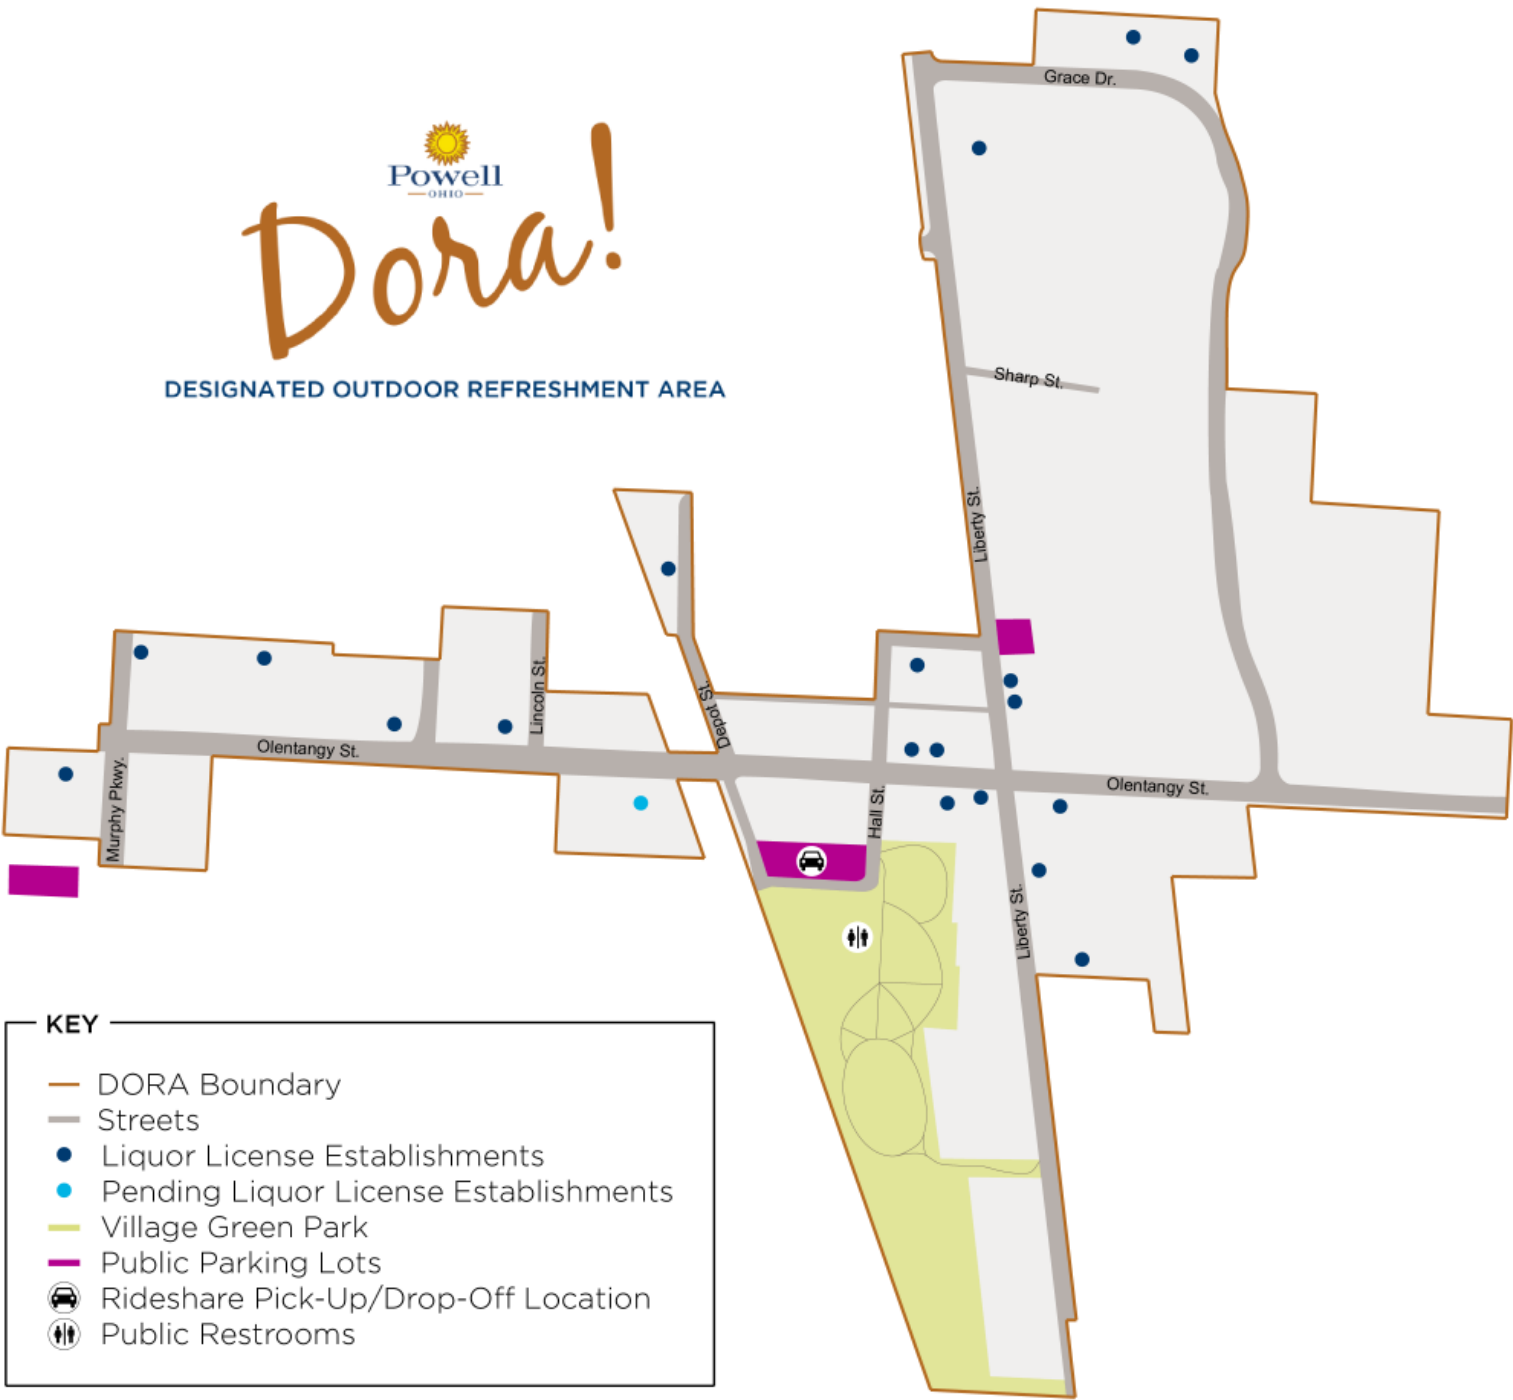 Powell
OHIO
Dora!
DESIGNATED OUTDOOR REFRESHMENT AREA
Grace Dr.
Sharp St.
Liberty St.
Lincoln St.
Depot St.
Olentangy St.
Murphy Pkwy.
Hall St.
Olentangy St.
Liberty St.
KEY
DORA Boundary
Streets
Liquor License Establishments
Pending Liquor License Establishments
Village Green Park
Public Parking Lots
Rideshare Pick-Up/Drop-Off Location
Public Restrooms